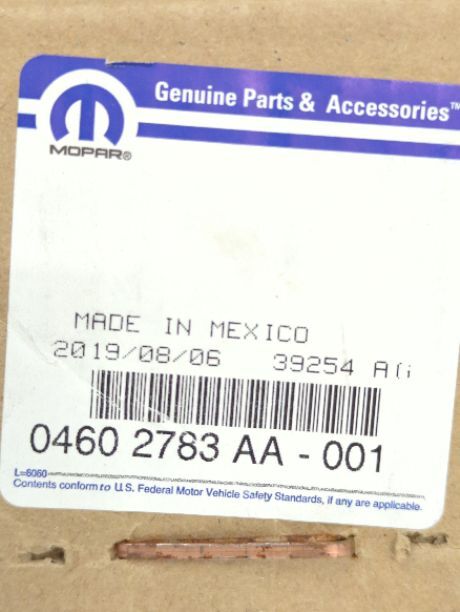 Genuine Parts & Accessories™
MOPAR®
MADE IN MEXICO
2019/08/06 39254
0460 2783 AA - 001
L=6060
Contents conform to U.S. Federal Motor Vehicle Safety Standards, if any are applicable.